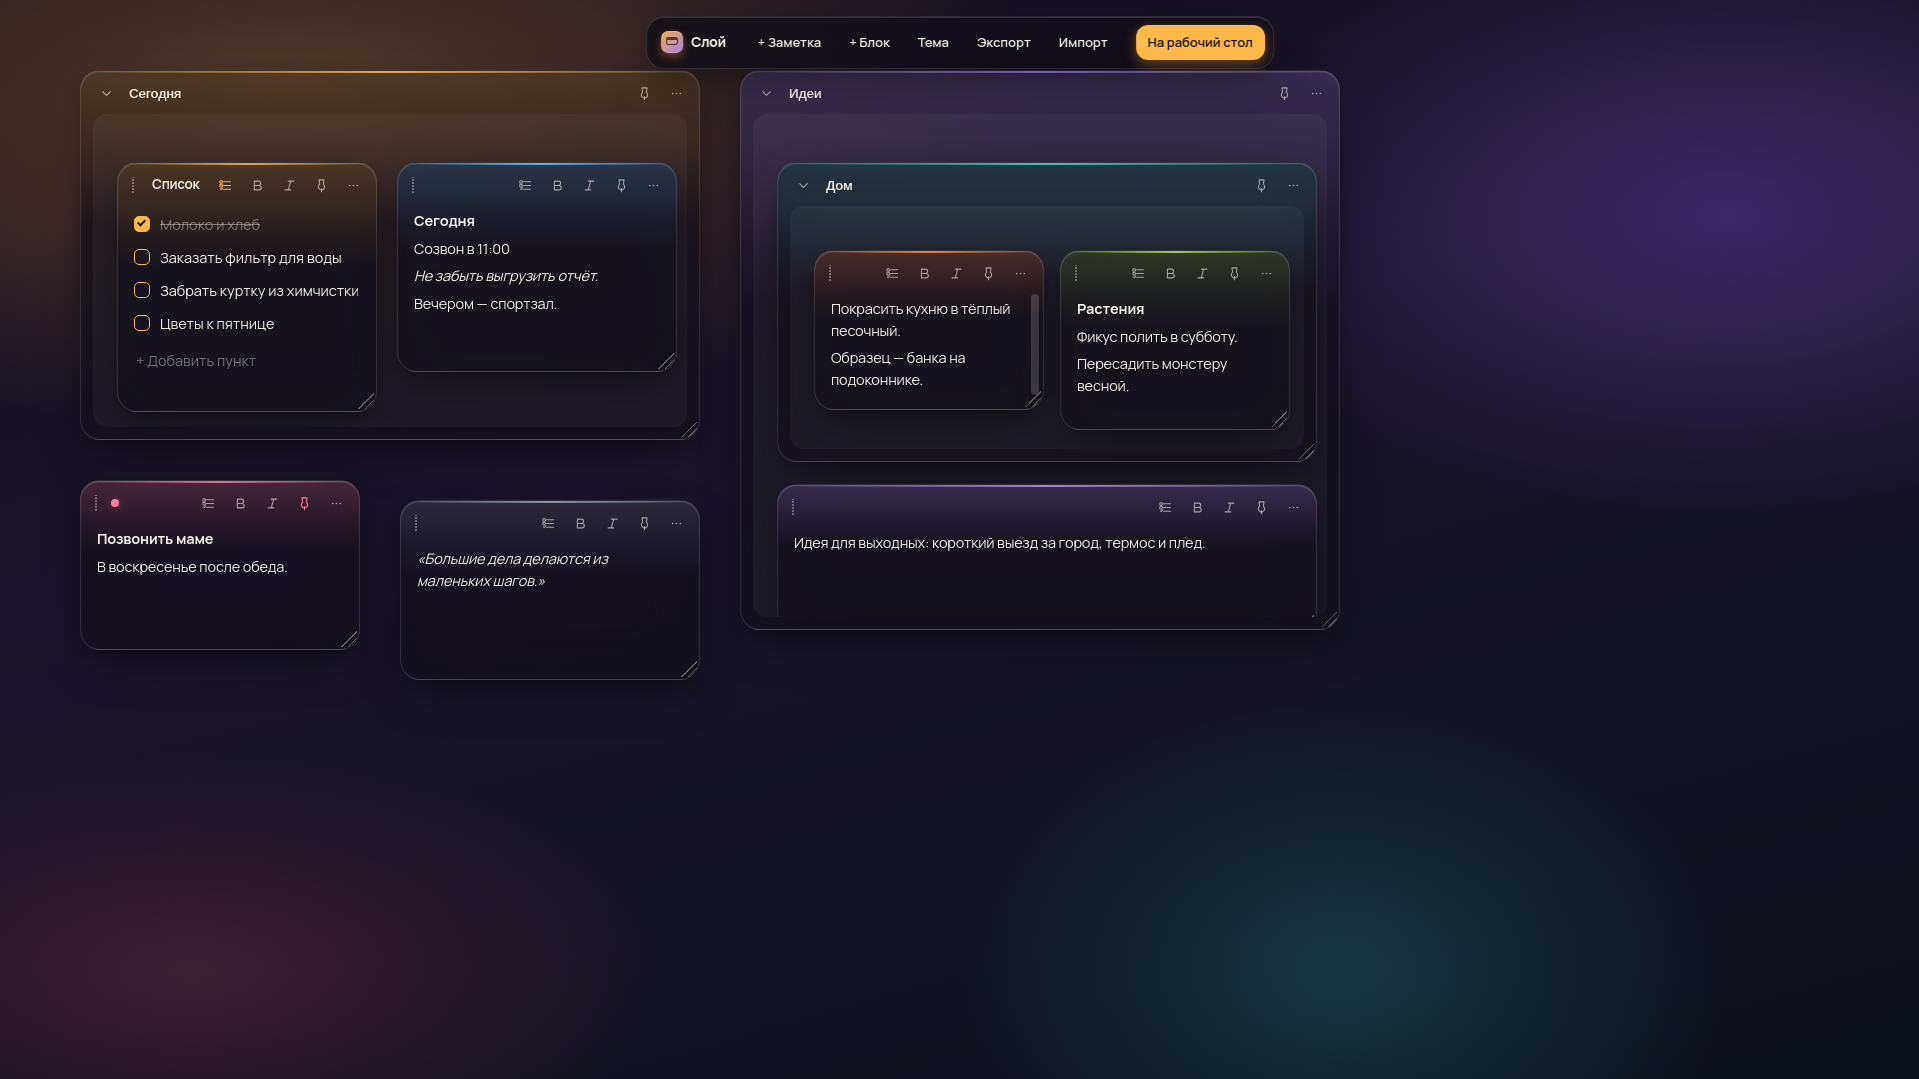 Слой
+ Заметка
+ Блок
Тема
Экспорт
Импорт
На рабочий стол
Сегодня
Список
Молоко и хлеб
Заказать фильтр для воды
Забрать куртку из химчистки
Цветы к пятнице
+ Добавить пункт
Сегодня
Созвон в 11:00
Не забыть выгрузить отчёт.
Вечером — спортзал.
Идеи
Дом
Покрасить кухню в тёплый
песочный.
Образец — банка на
подоконнике.
Растения
Фикус полить в субботу.
Пересадить монстеру
весной.
Идея для выходных: короткий выезд за город, термос и плед.
Позвонить маме
В воскресенье после обеда.
«Большие дела делаются из
маленьких шагов.»